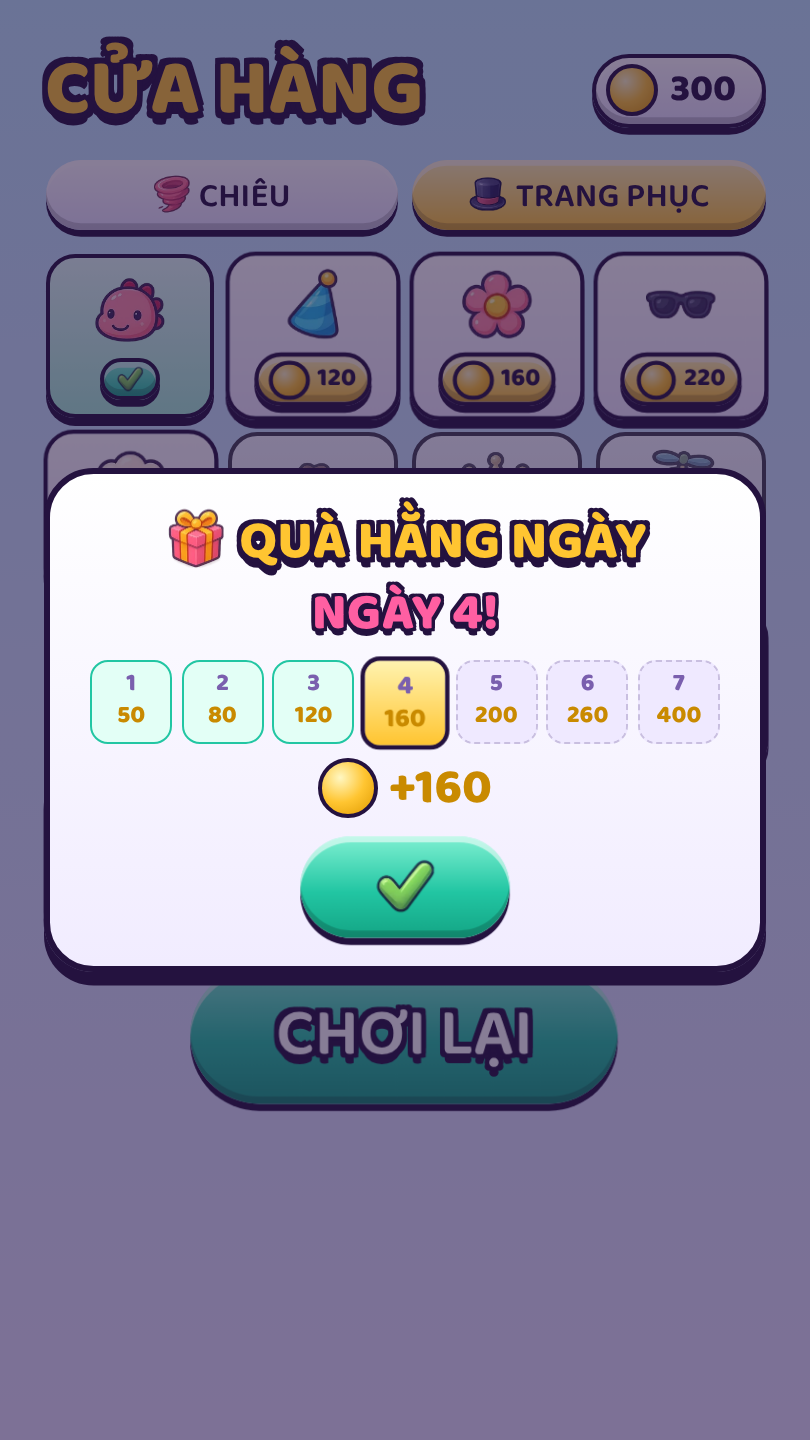 CỬA HÀNG
300
CHIÊU
TRANG PHỤC
120
160
220
QUÀ HẰNG NGÀY
NGÀY 4!
1 2 3 4 5 6 7
50 80 120 160 200 260 400
+160
CHƠI LẠI